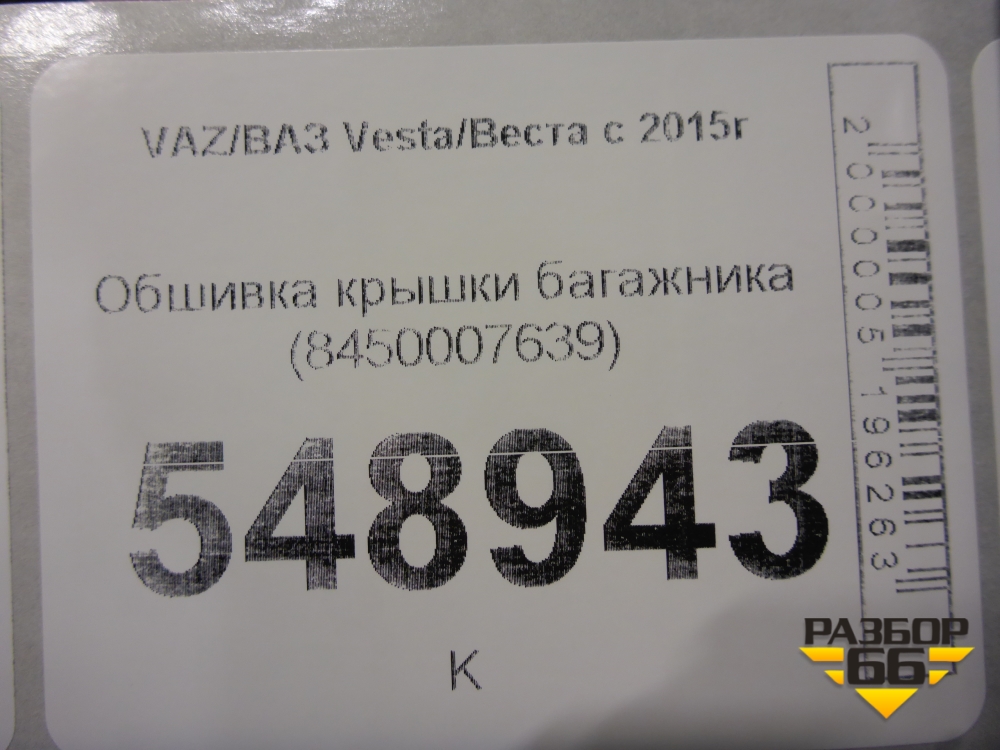 VAZ/ВАЗ Vesta/Веста с 2015г
Обшивка крышки багажника
(8450007639)
548943
К
2000005196263
РАЗБОР
66